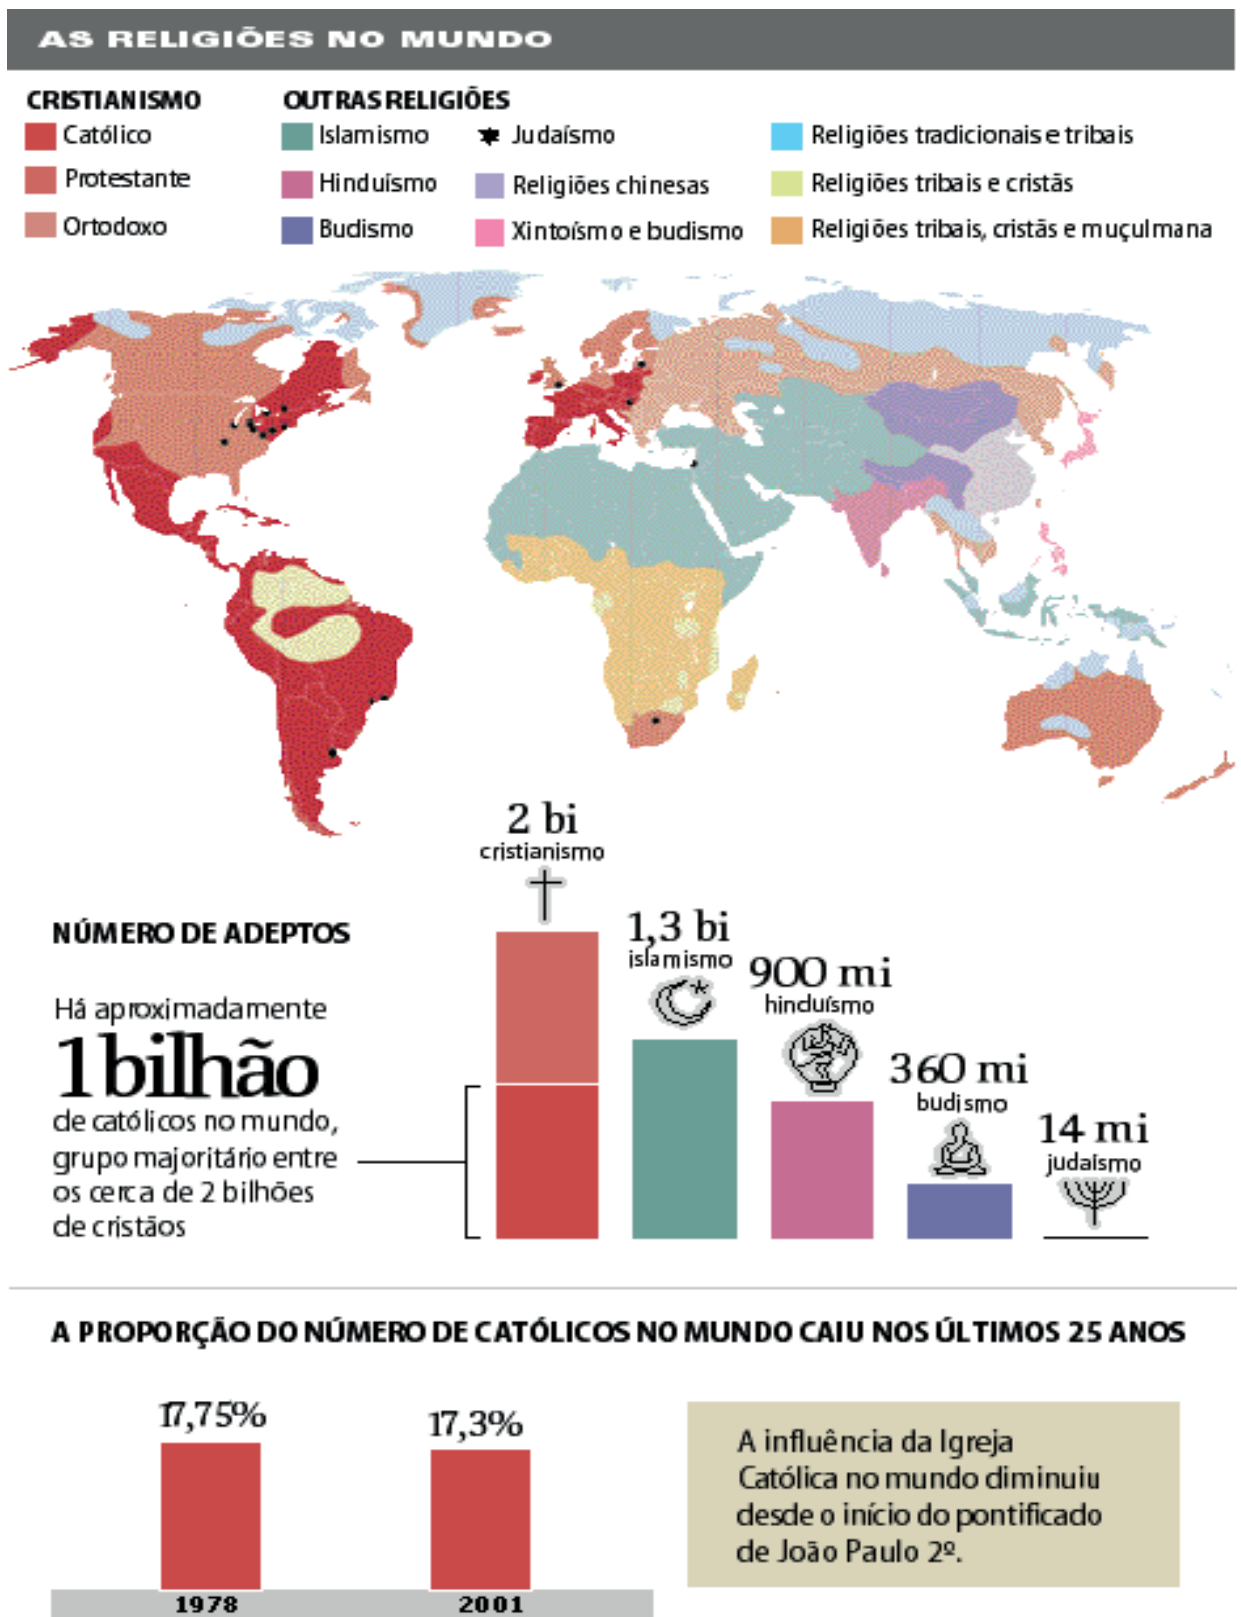 AS RELIGIÕES NO MUNDO
CRISTIANISMO
Católico
Protestante
Ortodoxo
OUTRAS RELIGIÕES
Islamismo
Hinduísmo
Budismo
Judaísmo
Religiões chinesas
Xintoísmo e budismo
Religiões tradicionais e tribais
Religiões tribais e cristãs
Religiões tribais, cristãs e muçulmana
NÚMERO DE ADEPTOS
Há aproximadamente
1 bilhão
de católicos no mundo,
grupo majoritário entre
os cerca de 2 bilhões
de cristãos
2 bi
cristianismo
1,3 bi
islamismo
900 mi
hinduísmo
360 mi
budismo
14 mi
judaísmo
A PROPORÇÃO DO NÚMERO DE CATÓLICOS NO MUNDO CAIU NOS ÚLTIMOS 25 ANOS
17,75%
1978
17,3%
2001
A influência da Igreja
Católica no mundo diminuiu
desde o início do pontificado
de João Paulo 2º.